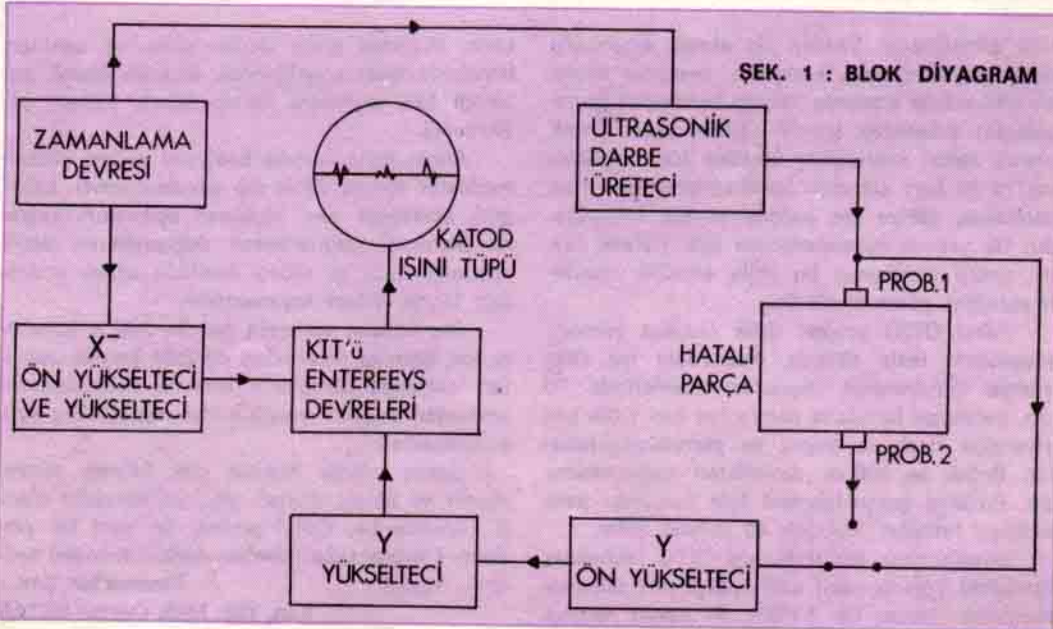 ŞEK. 1 : BLOK DİYAGRAM
ZAMANLAMA
DEVRESİ
KATOD
IŞINI TÜPÜ
ULTRASONİK
DARBE
ÜRETECİ
PROB.1
X-
ÖN YÜKSELTECİ
VE YÜKSELTECİ
KIT'ü
ENTERFEYS
DEVRELERİ
HATALI
PARÇA
PROB.2
Y
YÜKSELTECİ
Y
ÖN YÜKSELTECİ